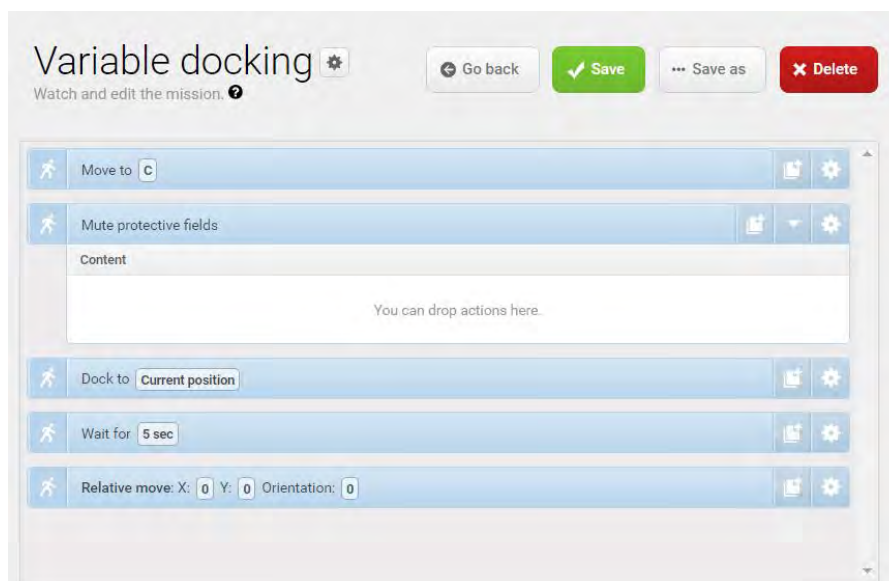 Variable docking
Go back
Save
Save as
Delete
Watch and edit the mission.
Move to C
Mute protective fields
Content
You can drop actions here.
Dock to Current position
Wait for 5 sec
Relative move: X: 0 Y: 0 Orientation: 0